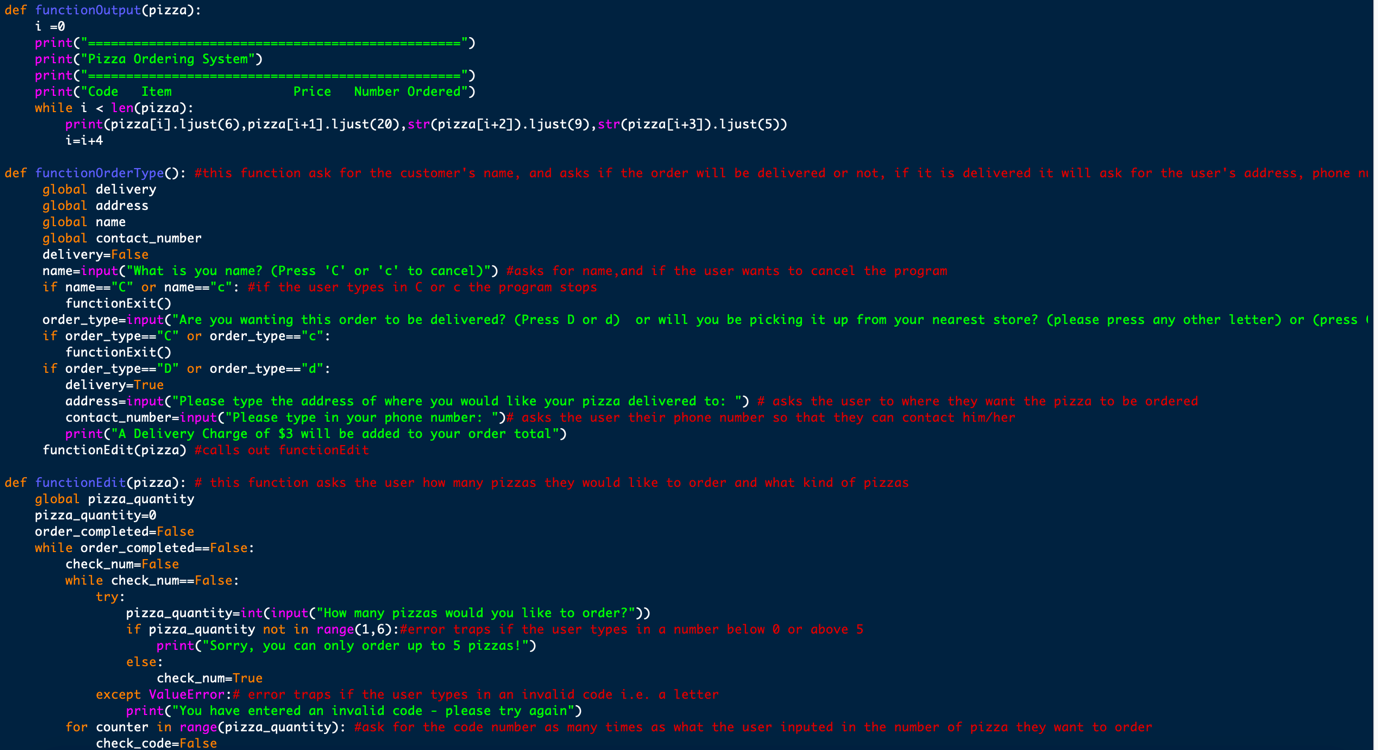 def functionOutput(pizza):
    i =0
    print("=================================================")
    print("Pizza Ordering System")
    print("=================================================")
    print("Code   Item                Price   Number Ordered")
    while i < len(pizza):
        print(pizza[i].ljust(6),pizza[i+1].ljust(20),str(pizza[i+2]).ljust(9),str(pizza[i+3]).ljust(5))
        i=i+4

def functionOrderType(): #this function ask for the customer's name, and asks if the order will be delivered or not, if it is delivered it will ask for the user's address, phone
     global delivery
     global address
     global name
     global contact_number
     delivery=False
     name=input("What is you name? (Press 'C' or 'c' to cancel)") #asks for name,and if the user wants to cancel the program
     if name=="C" or name=="c": #if the user types in C or c the program stops
        functionExit()
     order_type=input("Are you wanting this order to be delivered? (Press D or d)  or will you be picking it up from your nearest store? (please press any other letter) or (press
     if order_type=="C" or order_type=="c":
        functionExit()
     if order_type=="D" or order_type=="d":
        delivery=True
        address=input("Please type the address of where you would like your pizza delivered to: ") # asks the user to where they want the pizza to be ordered
        contact_number=input("Please type in your phone number: ")# asks the user their phone number so that they can contact him/her
        print("A Delivery Charge of $3 will be added to your order total")
     functionEdit(pizza) #calls out functionEdit

def functionEdit(pizza): # this function asks the user how many pizzas they would like to order and what kind of pizzas
    global pizza_quantity
    pizza_quantity=0
    order_completed=False
    while order_completed==False:
        check_num=False
        while check_num==False:
            try:
                pizza_quantity=int(input("How many pizzas would you like to order?"))
                if pizza_quantity not in range(1,6):#error traps if the user types in a number below 0 or above 5
                    print("Sorry, you can only order up to 5 pizzas!")
                else:
                    check_num=True
            except ValueError:# error traps if the user types in an invalid code i.e. a letter
                print("You have entered an invalid code - please try again")
        for counter in range(pizza_quantity): #ask for the code number as many times as what the user inputed in the number of pizza they want to order
            check_code=False